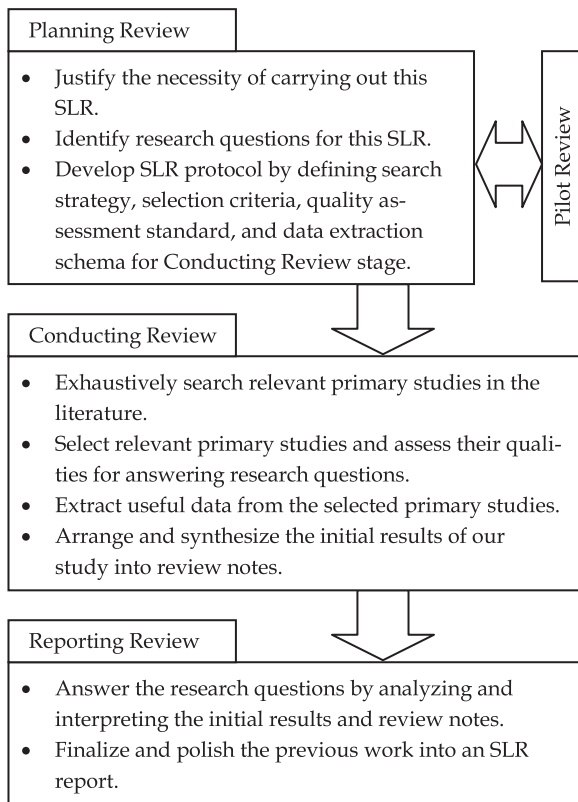 Planning Review
• Justify the necessity of carrying out this
SLR.
• Identify research questions for this SLR.
• Develop SLR protocol by defining search
strategy, selection criteria, quality as-
sessment standard, and data extraction
schema for Conducting Review stage.
Pilot Review
Conducting Review
• Exhaustively search relevant primary studies in the
literature.
• Select relevant primary studies and assess their quali-
ties for answering research questions.
• Extract useful data from the selected primary studies.
• Arrange and synthesize the initial results of our
study into review notes.
Reporting Review
• Answer the research questions by analyzing and
interpreting the initial results and review notes.
• Finalize and polish the previous work into an SLR
report.